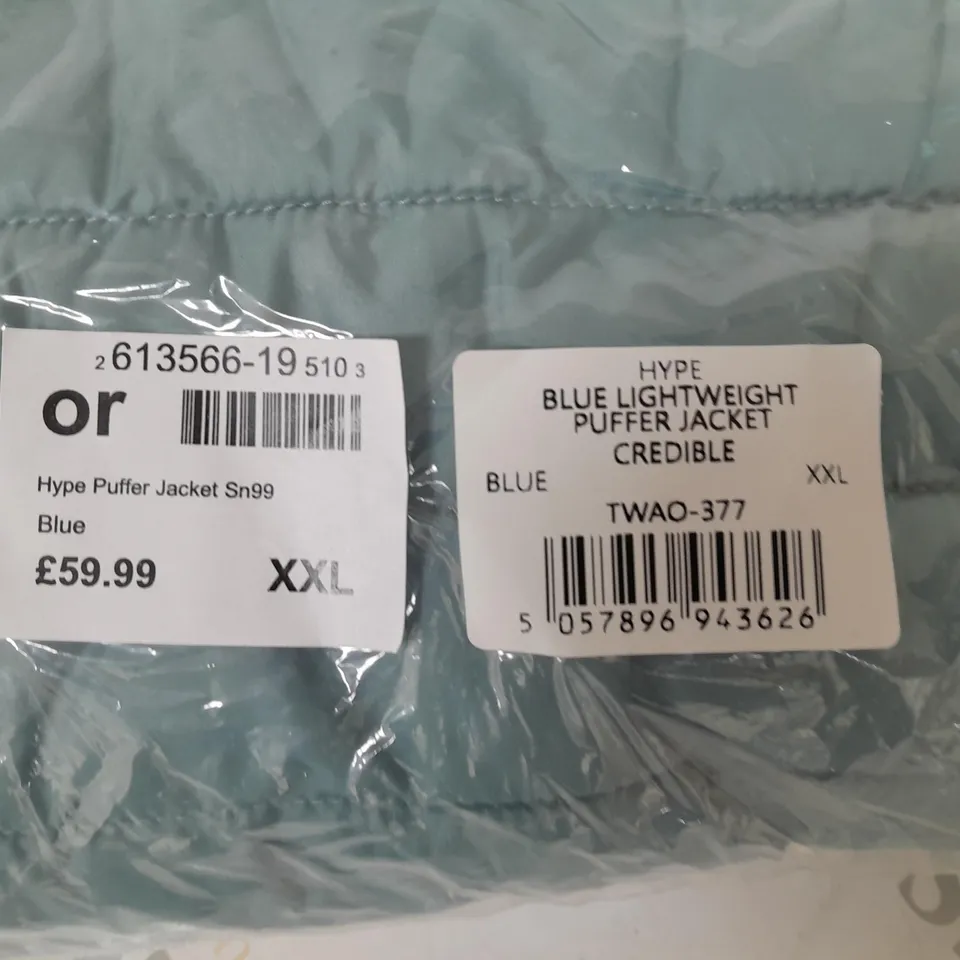 2 613566-19 510 3
or
Hype Puffer Jacket Sn99
Blue
£59.99 XXL
HYPE
BLUE LIGHTWEIGHT
PUFFER JACKET
CREDIBLE
BLUE XXL
TWAO-377
5 057896 943626